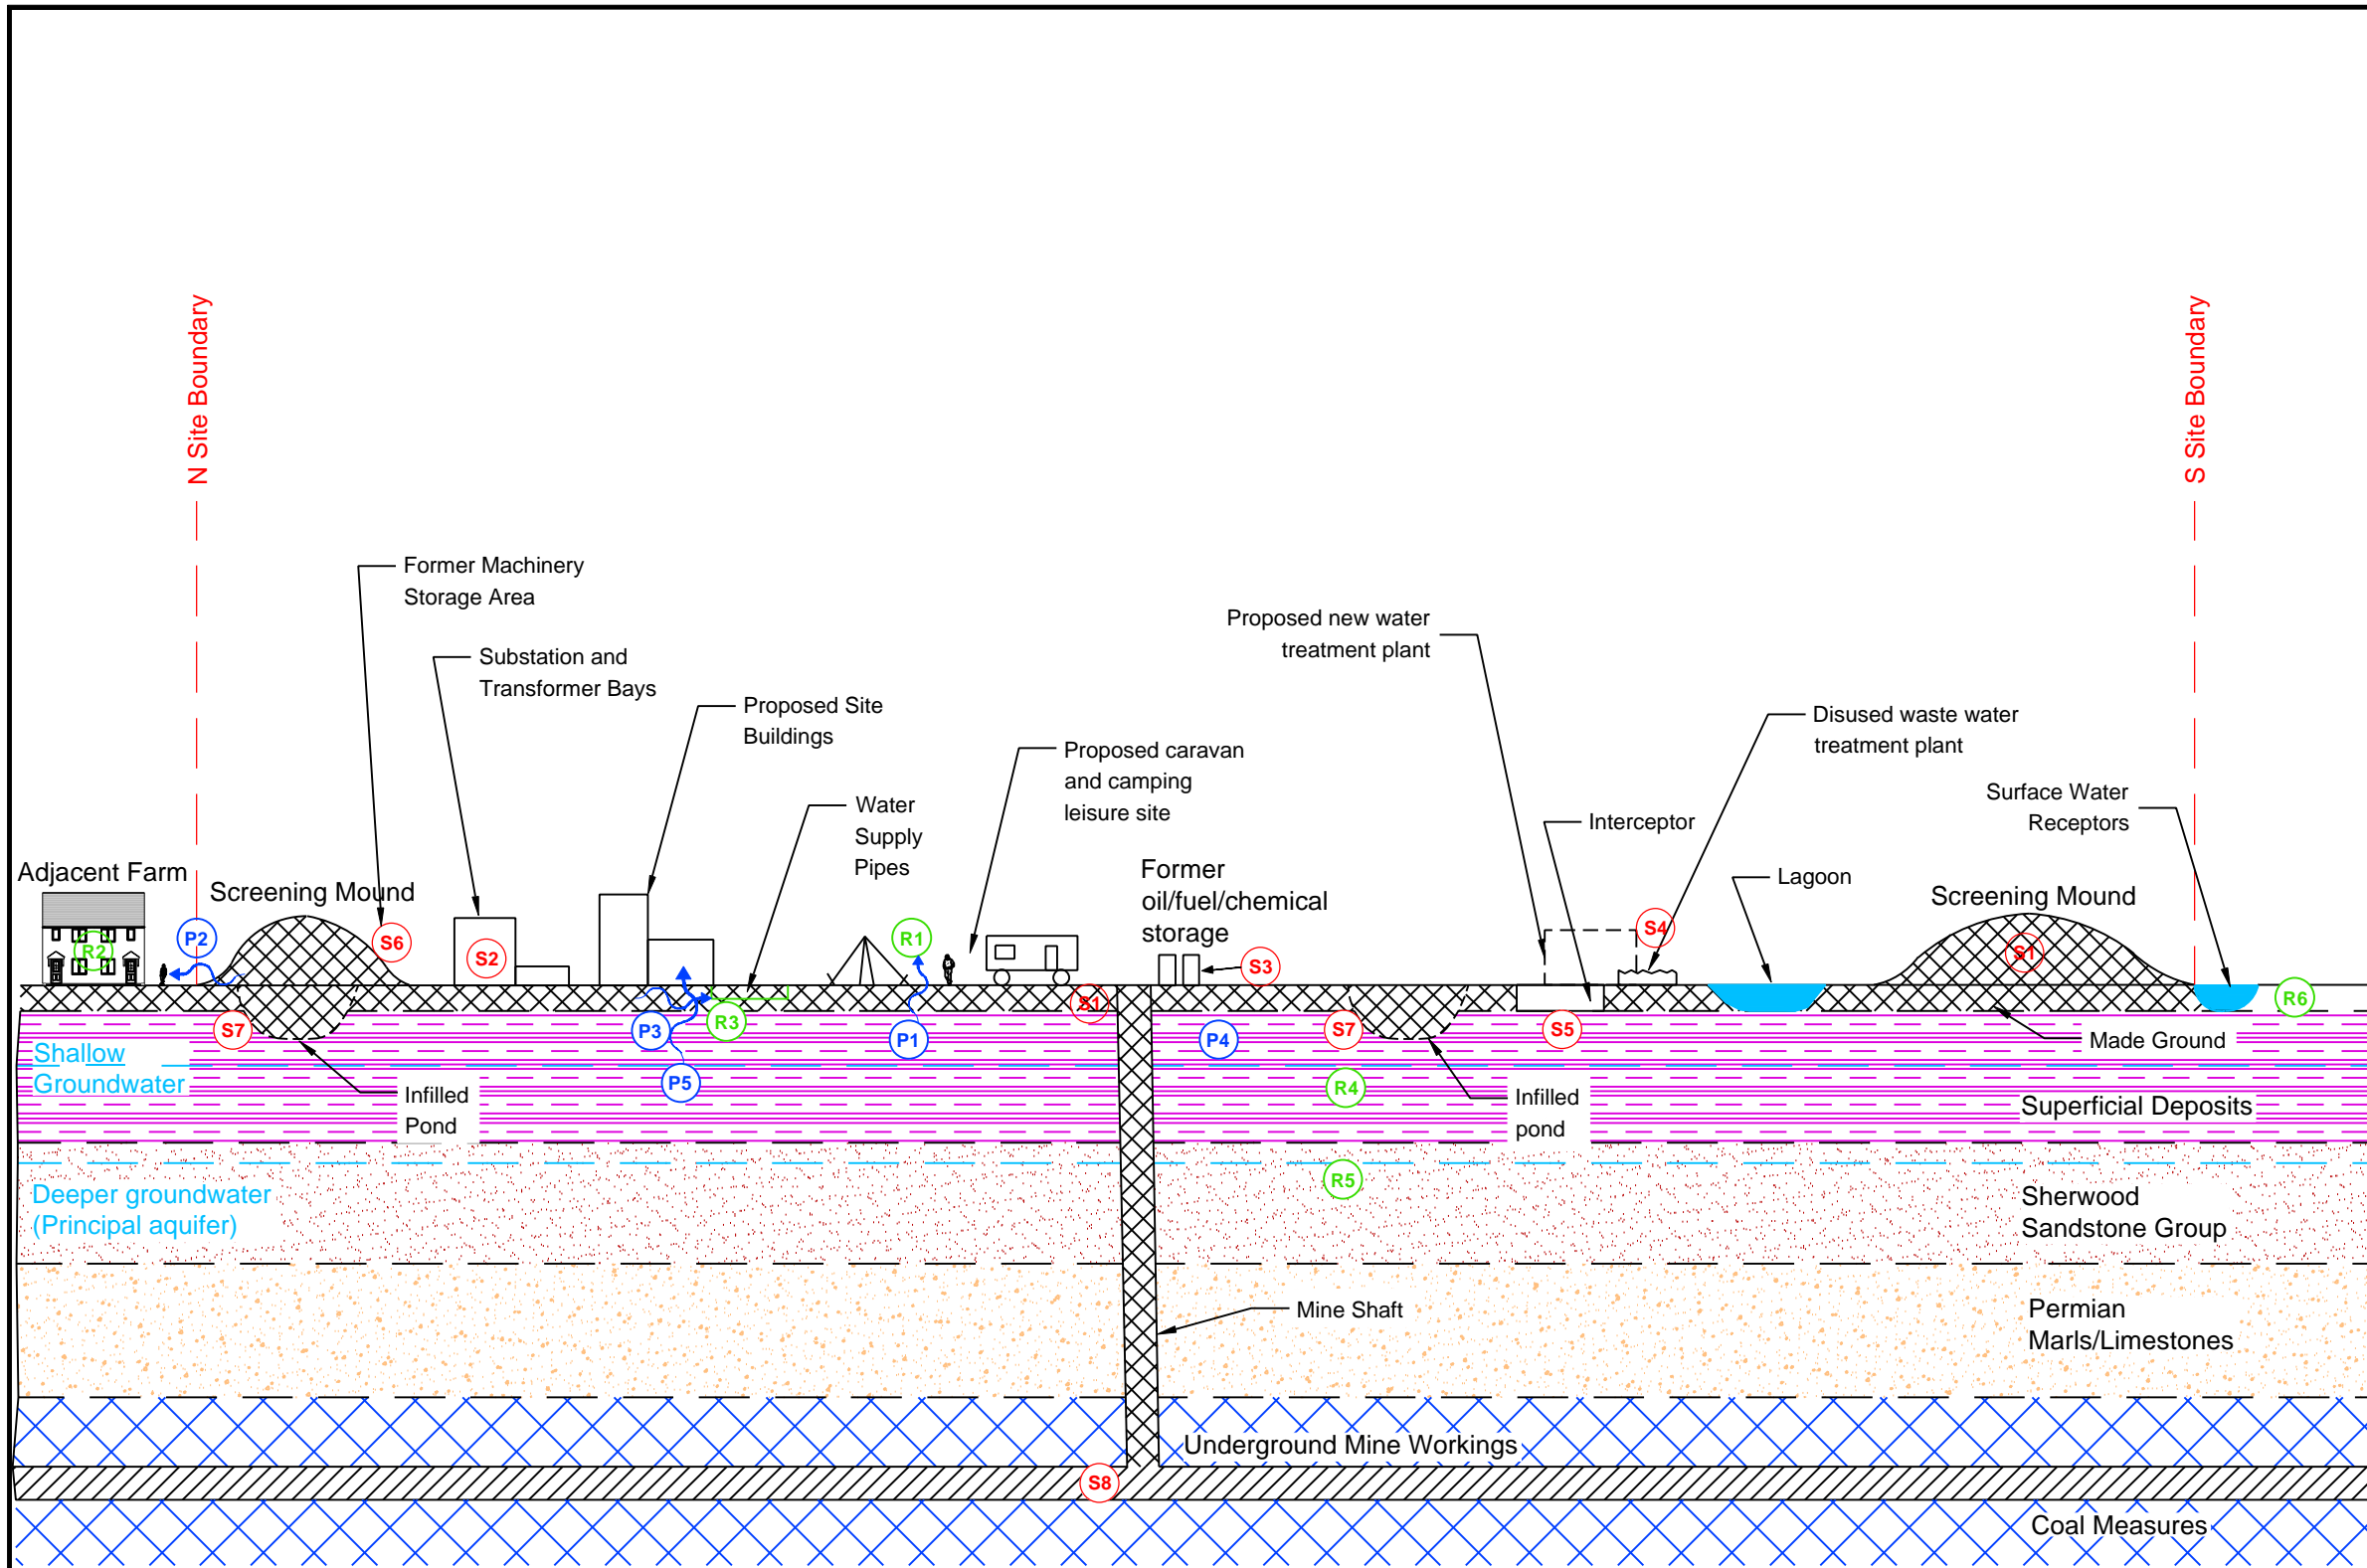 N Site Boundary
S Site Boundary
Former Machinery
Storage Area
Substation and
Transformer Bays
Proposed Site
Buildings
Water
Supply
Pipes
Proposed caravan
and camping
leisure site
Proposed new water
treatment plant
Disused waste water
treatment plant
Surface Water
Receptors
Interceptor
Lagoon
Adjacent Farm
Screening Mound
Former
oil/fuel/chemical
storage
Screening Mound
R2
P2
S6
S2
R1
S3
S4
S1
S1
R6
S7
P3
R3
P1
P4
S7
S5
Made Ground
Shallow
Groundwater
P5
R4
Infilled
Pond
Infilled
pond
Superficial Deposits
Deeper groundwater
(Principal aquifer)
R5
Sherwood
Sandstone Group
Mine Shaft
Permian
Marls/Limestones
Underground Mine Workings
S8
Coal Measures